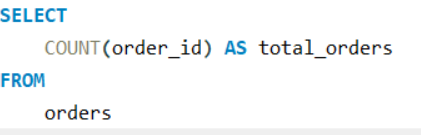 SELECT
    COUNT(order_id) AS total_orders
FROM
    orders